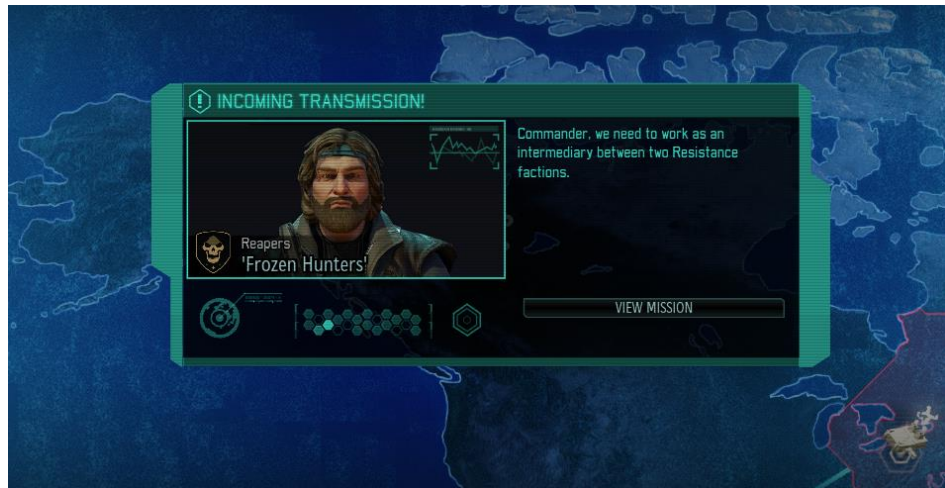 INCOMING TRANSMISSION!
Commander, we need to work as an
intermediary between two Resistance
factions.
Reapers
'Frozen Hunters'
VIEW MISSION